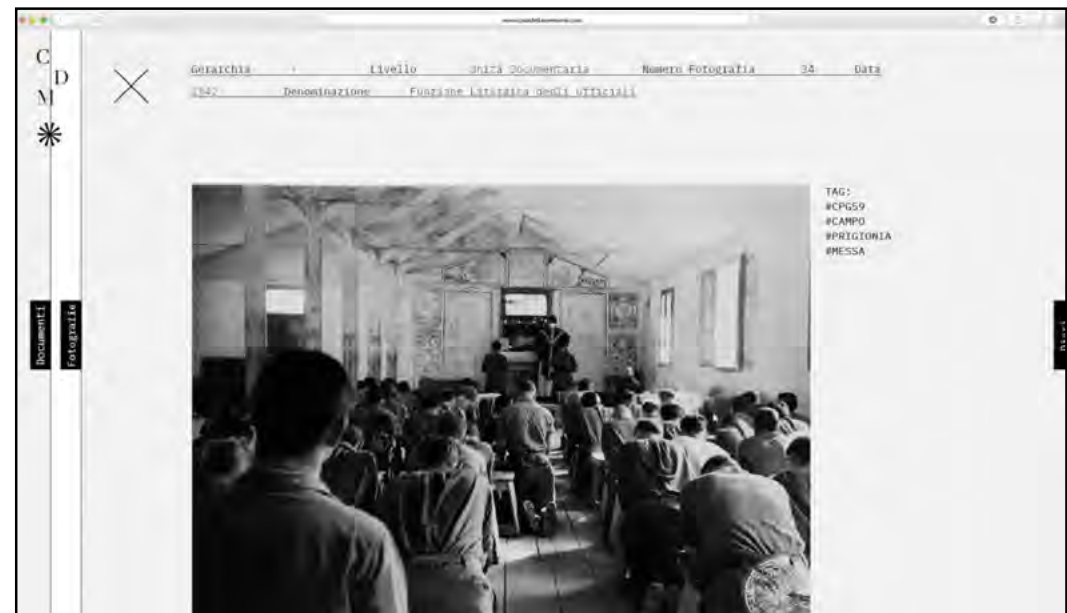 C
D
M
Gerarchia - Livello Unità Documentaria Numero Fotografia 34 Data
1942 Denominazione Funzione Liturgica degli ufficiali
TAG:
#CPG59
#CAMPO
#PRIGIONIA
#MESSA
Documenti
Fotografie